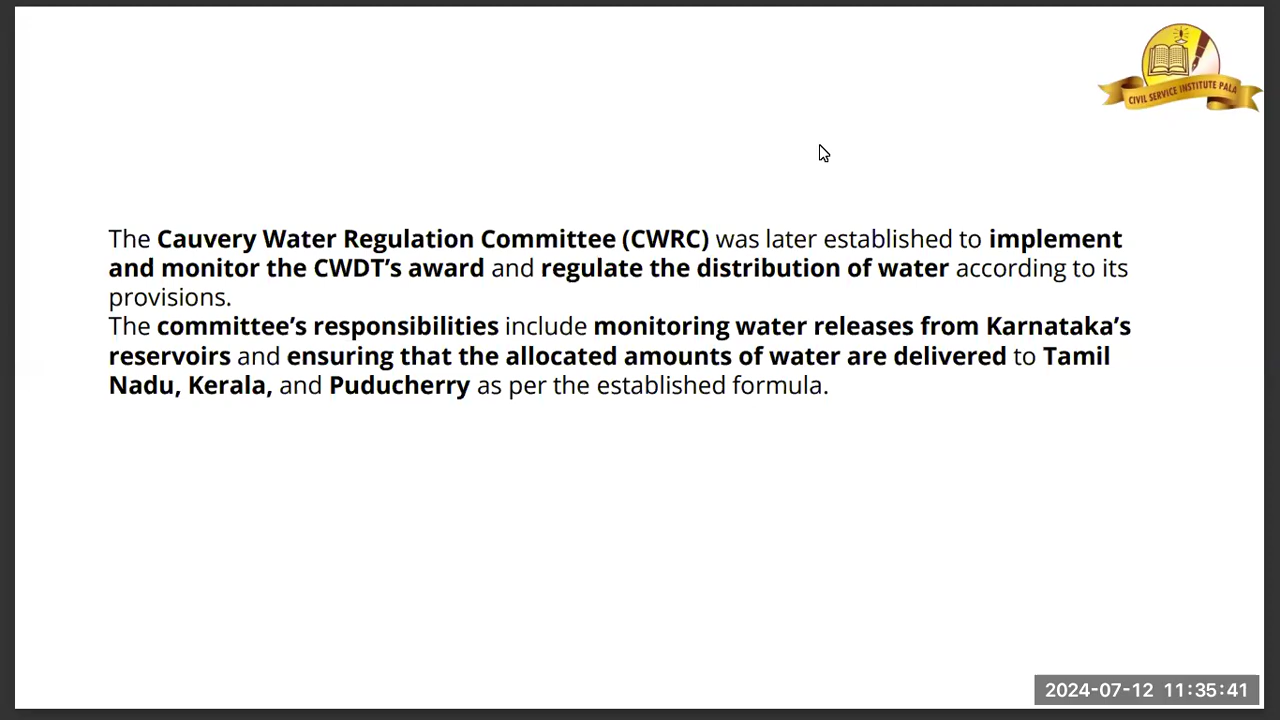 CIVIL SERVICE INSTITUTE PALA
The Cauvery Water Regulation Committee (CWRC) was later established to implement
and monitor the CWDT’s award and regulate the distribution of water according to its
provisions.
The committee’s responsibilities include monitoring water releases from Karnataka’s
reservoirs and ensuring that the allocated amounts of water are delivered to Tamil
Nadu, Kerala, and Puducherry as per the established formula.
2024-07-12 11:35:41